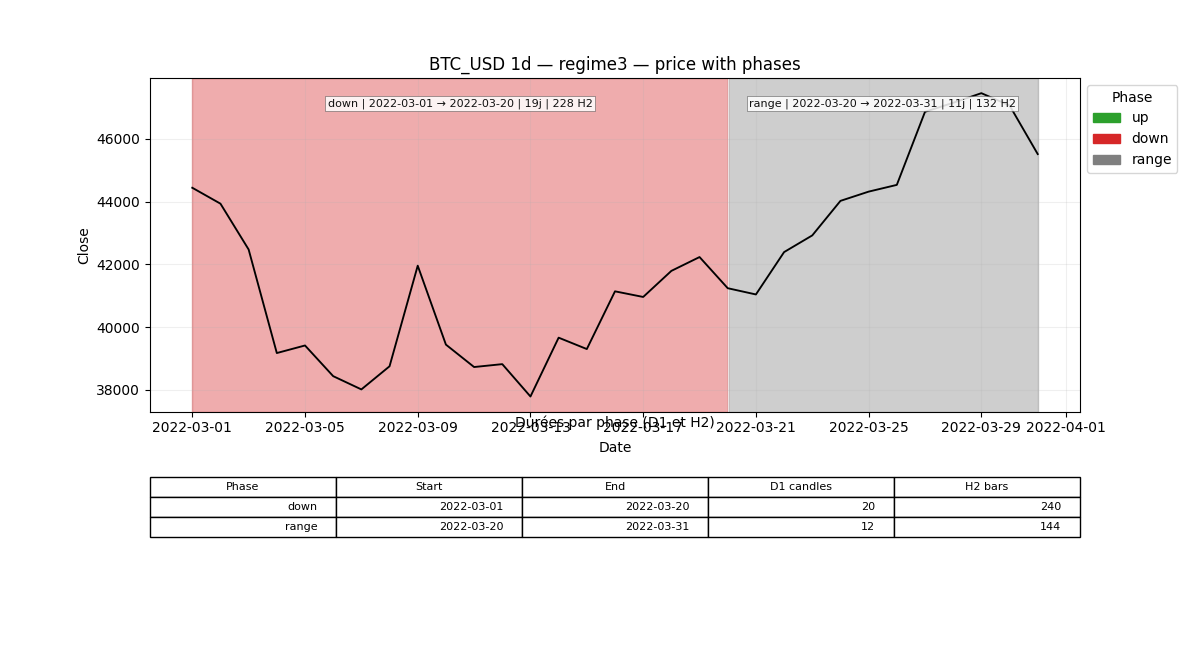 BTC_USD 1d — regime3 — price with phases
down | 2022-03-01 → 2022-03-20 | 19j | 228 H2
range | 2022-03-20 → 2022-03-31 | 11j | 132 H2
Phase
up
down
range
46000
44000
42000
40000
38000
Close
2022-03-01 2022-03-05 2022-03-09 2022-03-13 2022-03-17 2022-03-21 2022-03-25 2022-03-29 2022-04-01
Durées par phase (D1 et H2)
Date
Phase Start End D1 candles H2 bars
down 2022-03-01 2022-03-20 20 240
range 2022-03-20 2022-03-31 12 144